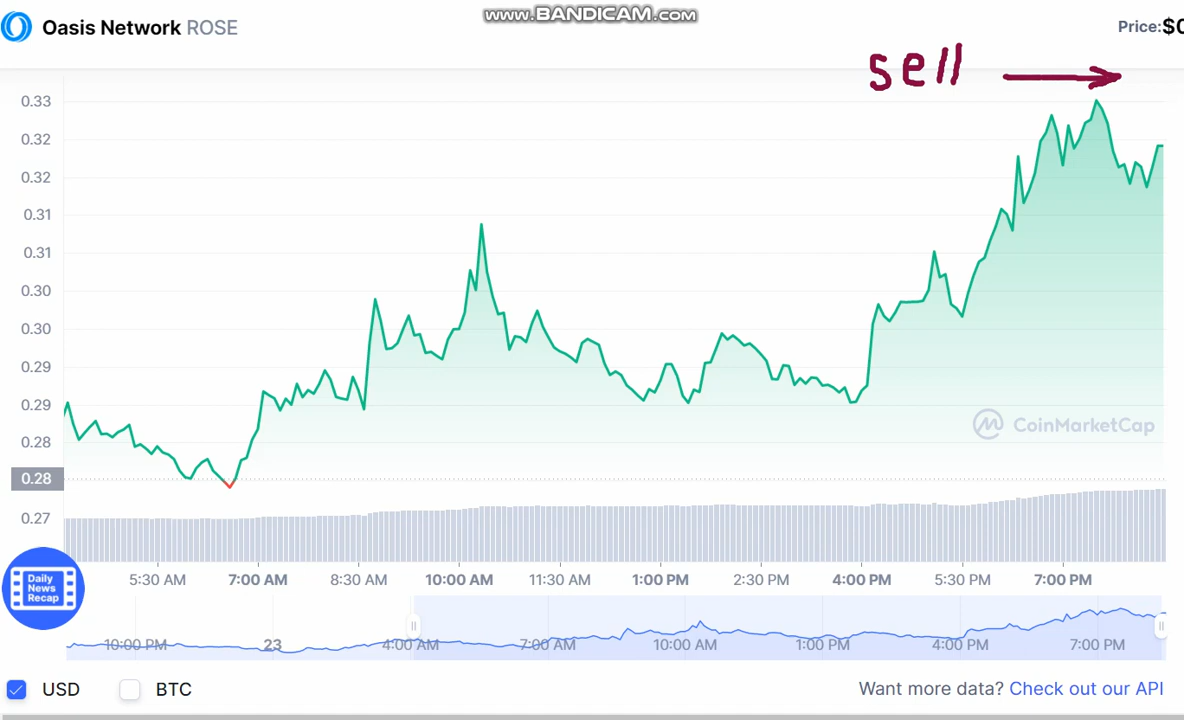 www.BANDICAM.com
Oasis Network ROSE
Price:$0
sell
0.33
0.32
0.32
0.31
0.31
0.30
0.30
0.29
0.29
0.28
0.28
0.27
CoinMarketCap
5:30 AM 7:00 AM 8:30 AM 10:00 AM 11:30 AM 1:00 PM 2:30 PM 4:00 PM 5:30 PM 7:00 PM
Daily
News
Recap
10:00 PM 23 4:00 AM 7:00 AM 10:00 AM 1:00 PM 4:00 PM 7:00 PM
USD BTC
Want more data? Check out our API